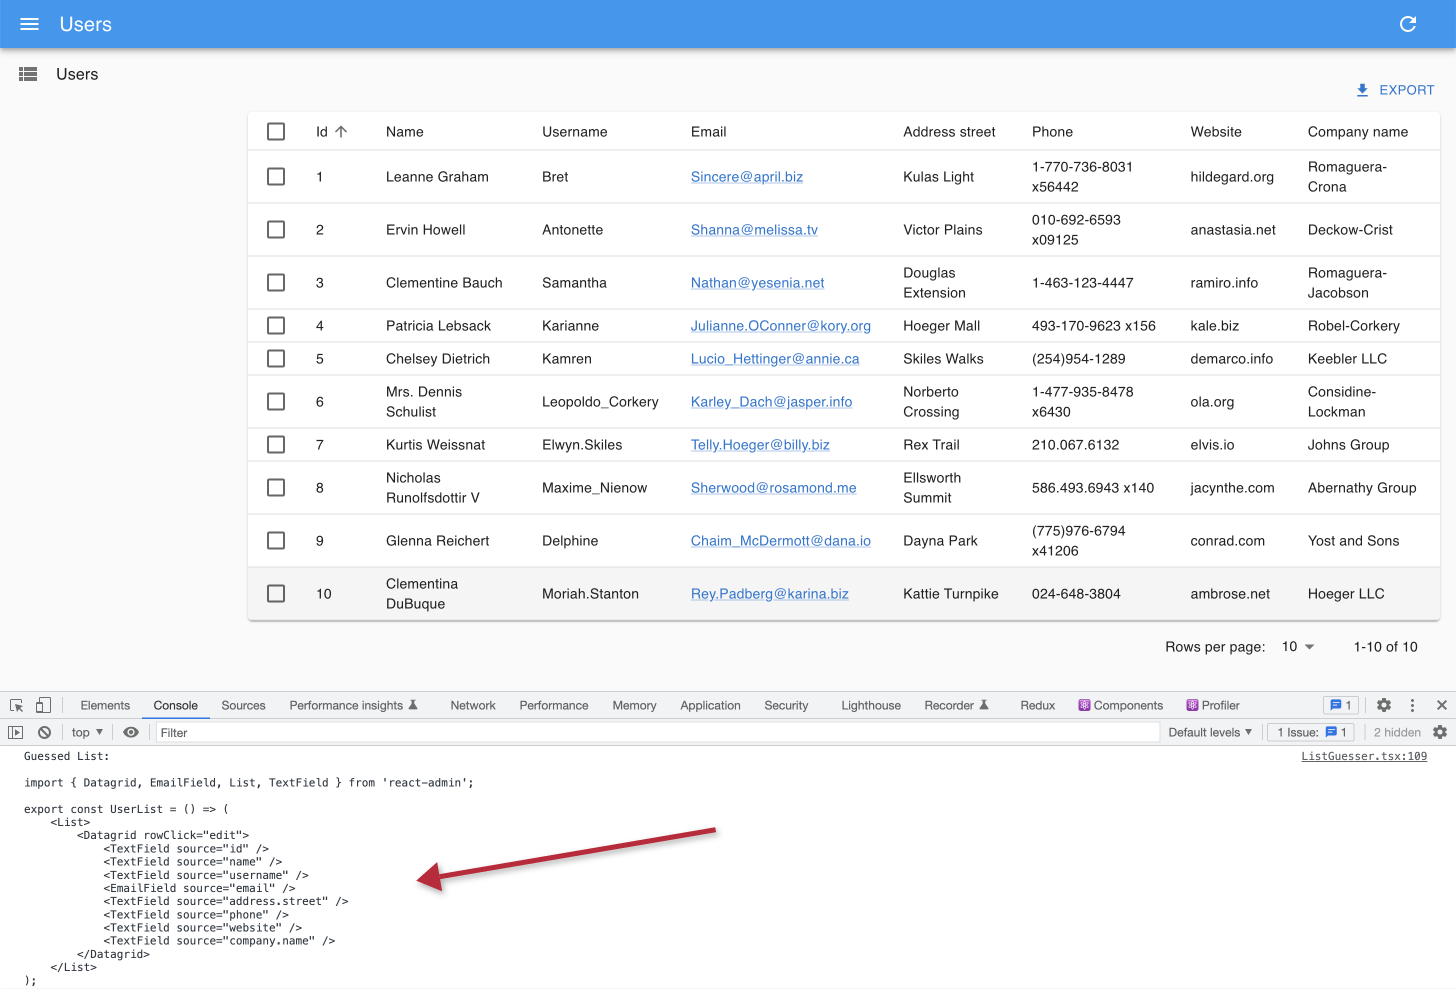 Users
Users
EXPORT
Id Name Username Email Address street Phone Website Company name
1 Leanne Graham Bret Sincere@april.biz Kulas Light 1-770-736-8031 x56442 hildegard.org Romaguera-Crona
2 Ervin Howell Antonette Shanna@melissa.tv Victor Plains 010-692-6593 x09125 anastasia.net Deckow-Crist
3 Clementine Bauch Samantha Nathan@yesenia.net Douglas Extension 1-463-123-4447 ramiro.info Romaguera-Jacobson
4 Patricia Lebsack Karianne Julianne.OConner@kory.org Hoeger Mall 493-170-9623 x156 kale.biz Robel-Corkery
5 Chelsey Dietrich Kamren Lucio_Hettinger@annie.ca Skiles Walks (254)954-1289 demarco.info Keebler LLC
6 Mrs. Dennis Schulist Leopoldo_Corkery Karley_Dach@jasper.info Norberto Crossing 1-477-935-8478 x6430 ola.org Considine-Lockman
7 Kurtis Weissnat Elwyn.Skiles Telly.Hoeger@billy.biz Rex Trail 210.067.6132 elvis.io Johns Group
8 Nicholas Runolfsdottir V Maxime_Nienow Sherwood@rosamond.me Ellsworth Summit 586.493.6943 x140 jacynthe.com Abernathy Group
9 Glenna Reichert Delphine Chaim_McDermott@dana.io Dayna Park (775)976-6794 x41206 conrad.com Yost and Sons
10 Clementina DuBuque Moriah.Stanton Rey.Padberg@karina.biz Kattie Turnpike 024-648-3804 ambrose.net Hoeger LLC
Rows per page: 10 1-10 of 10
Elements Console Sources Performance insights Network Performance Memory Application Security Lighthouse Recorder Redux Components Profiler 1
top Filter Default levels 1 Issue: 1 2 hidden
Guessed List: ListGuesser.tsx:109
import { Datagrid, EmailField, List, TextField } from 'react-admin';
export const UserList = () => (
<List>
<Datagrid rowClick="edit">
<TextField source="id" />
<TextField source="name" />
<TextField source="username" />
<EmailField source="email" />
<TextField source="address.street" />
<TextField source="phone" />
<TextField source="website" />
<TextField source="company.name" />
</Datagrid>
</List>
);